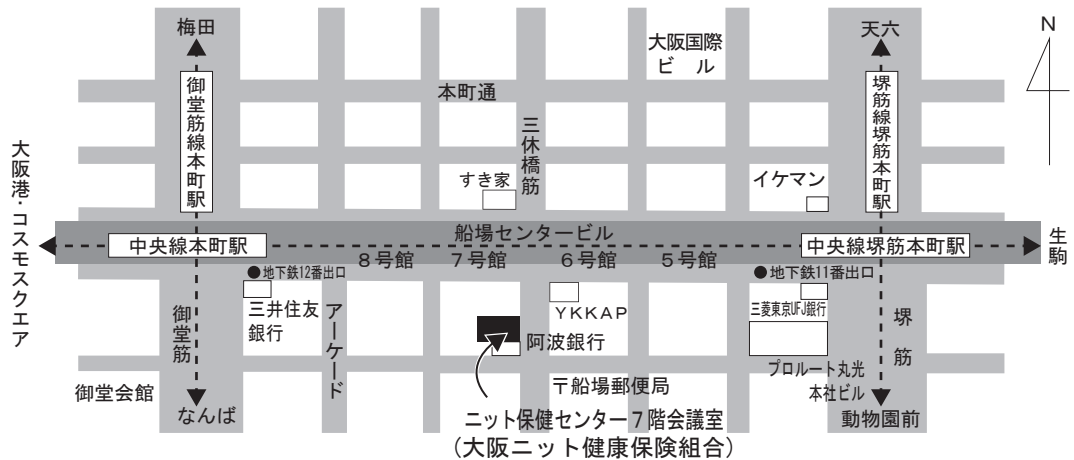 梅田
大阪国際
ビル
天六
N
御堂筋線本町駅
本町通
堺筋線堺筋本町駅
三休橋筋
大阪港・コスモスクエア
すき家
イケマン
船場センタービル
中央線本町駅
中央線堺筋本町駅
生駒
8号館
7号館
6号館
5号館
●地下鉄12番出口
●地下鉄11番出口
三井住友
銀行
アーケード
YKKAP
三菱東京UFJ銀行
御堂筋
堺筋
阿波銀行
御堂会館
〒船場郵便局
プロルート丸光
本社ビル
なんば
ニット保健センター7階会議室
動物園前
(大阪ニット健康保険組合)